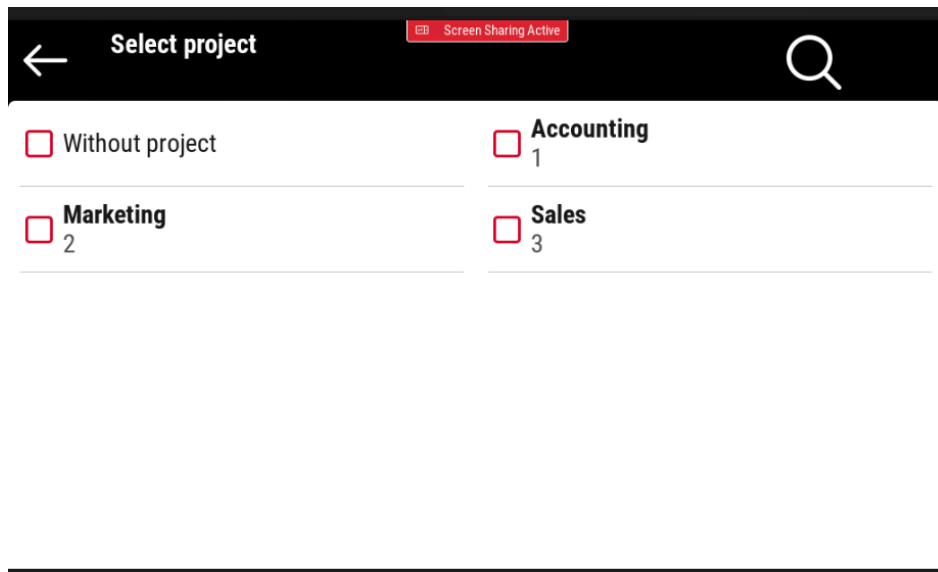 Screen Sharing Active
Select project
Without project
Accounting
1
Marketing
2
Sales
3